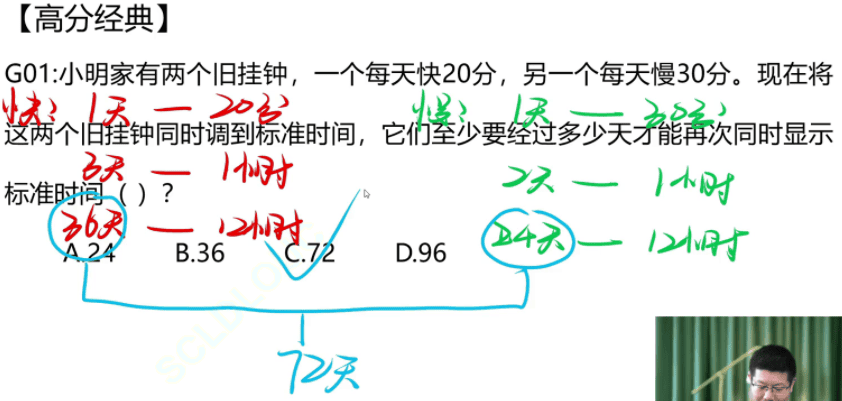 【高分经典】
G01:小明家有两个旧挂钟，一个每天快20分，另一个每天慢30分。现在将
快：1天 — 20分
慢：1天 — 30分
这两个旧挂钟同时调到标准时间，它们至少要经过多少天才能再次同时显示
3天 — 1小时
2天 — 1小时
标准时间（ ）？
36天 — 12小时
24天 — 12小时
A.24 B.36 C.72 D.96
72天